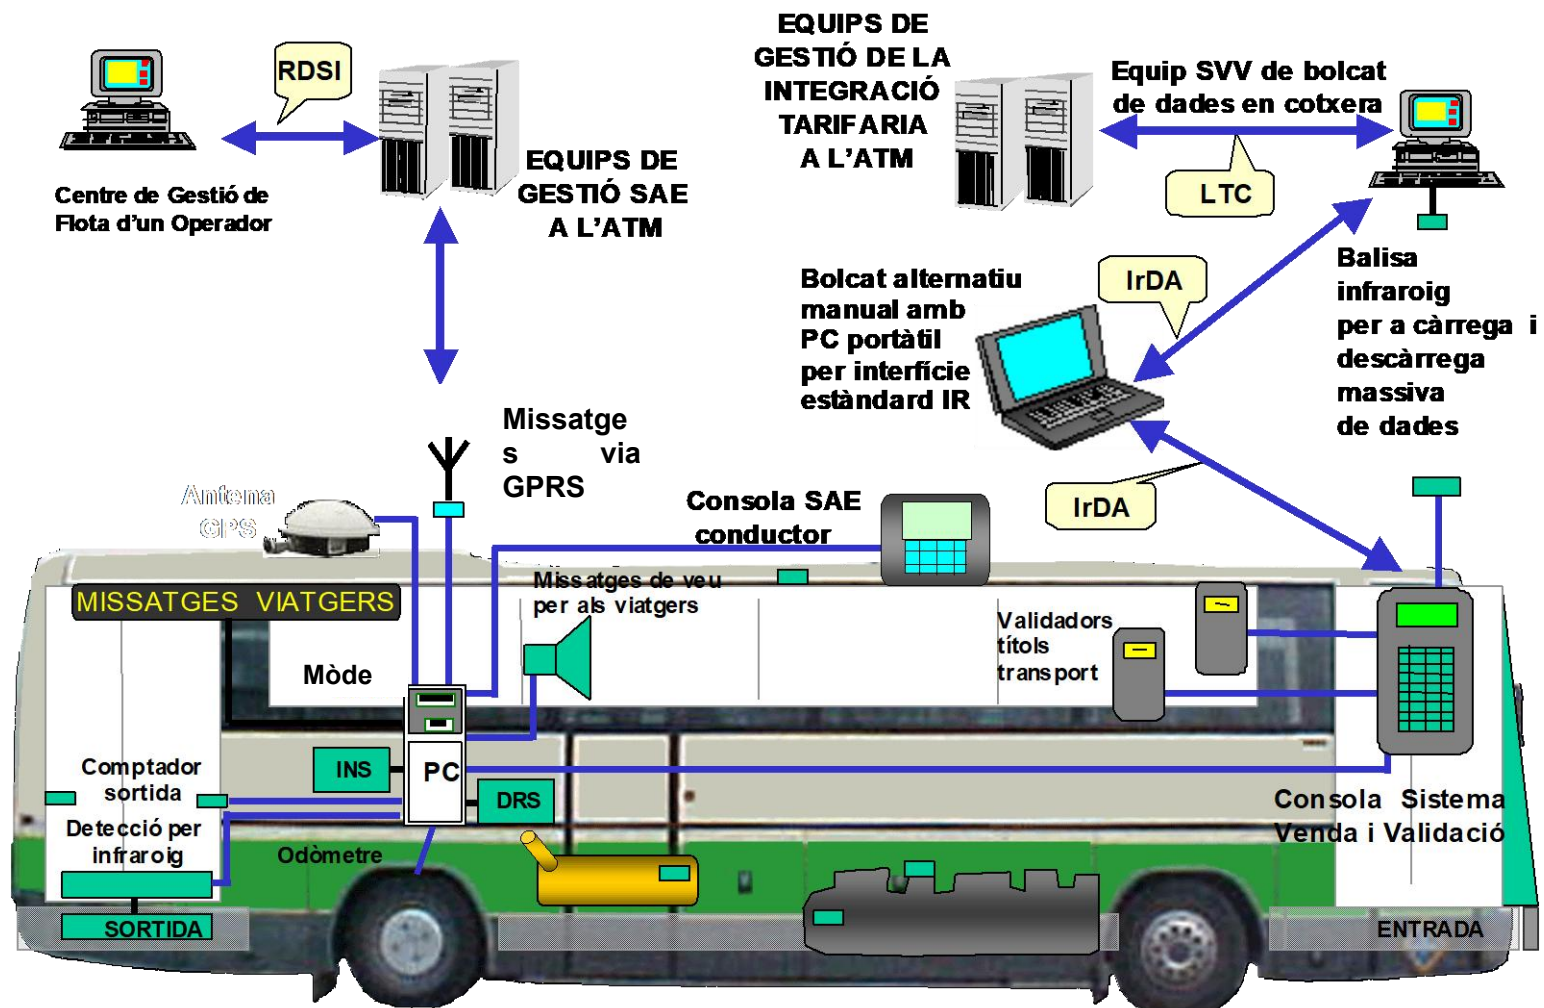 RDSI
Centre de Gestió de
Flota d'un Operador
EQUIPS DE
GESTIÓ SAE
A L'ATM
EQUIPS DE
GESTIÓ DE LA
INTEGRACIÓ
TARIFARIA
A L'ATM
Equip SVV de bolcat
de dades en cotxera
LTC
Balisa
infraroig
per a càrrega i
descàrrega
massiva
de dades
IrDA
Bolcat alternatiu
manual amb
PC portàtil
per interfície
estàndard IR
IrDA
Missatge
s via
GPRS
Antena
GPS
Consola SAE
conductor
MISSATGES VIATGERS
Missatges de veu
per als viatgers
Validadors
títols
transport
Mòde
INS
PC
DRS
Comptador
sortida
Detecció per
infraroig
Odòmetre
Consola Sistema
Venda i Validació
SORTIDA
ENTRADA